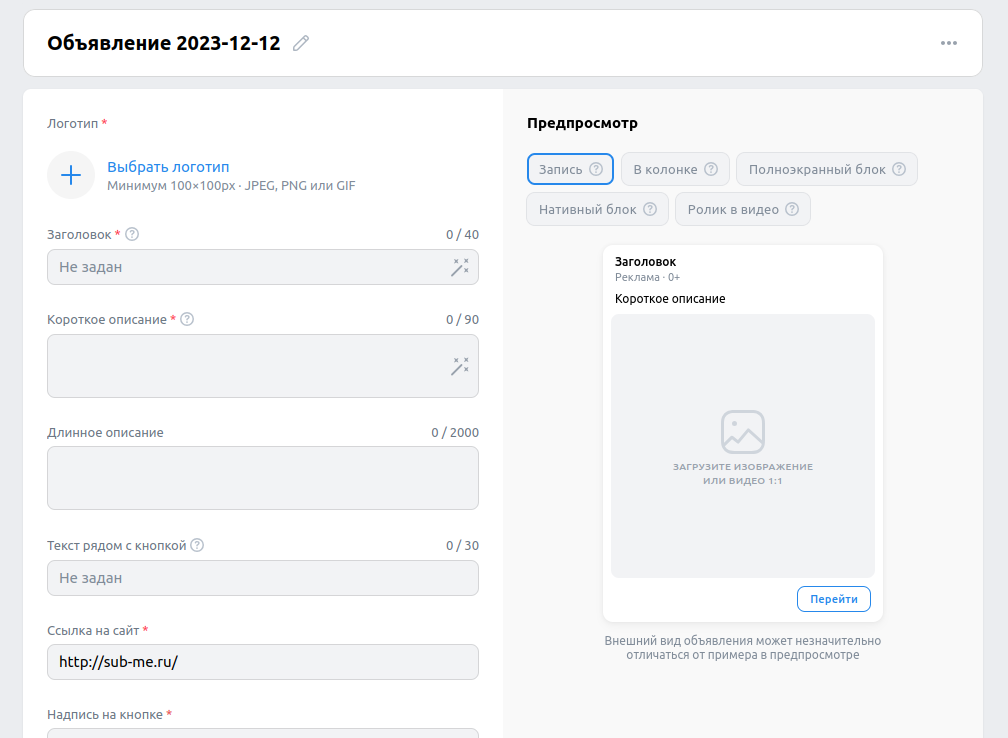 Объявление 2023-12-12
Логотип *
Выбрать логотип
Минимум 100×100px · JPEG, PNG или GIF
Заголовок * 0 / 40
Не задан
Короткое описание * 0 / 90
Длинное описание 0 / 2000
Текст рядом с кнопкой 0 / 30
Не задан
Ссылка на сайт *
http://sub-me.ru/
Надпись на кнопке *
Предпросмотр
Запись В колонке Полноэкранный блок
Нативный блок Ролик в видео
Заголовок
Реклама · 0+
Короткое описание
ЗАГРУЗИТЕ ИЗОБРАЖЕНИЕ
ИЛИ ВИДЕО 1:1
Перейти
Внешний вид объявления может незначительно
отличаться от примера в предпросмотре